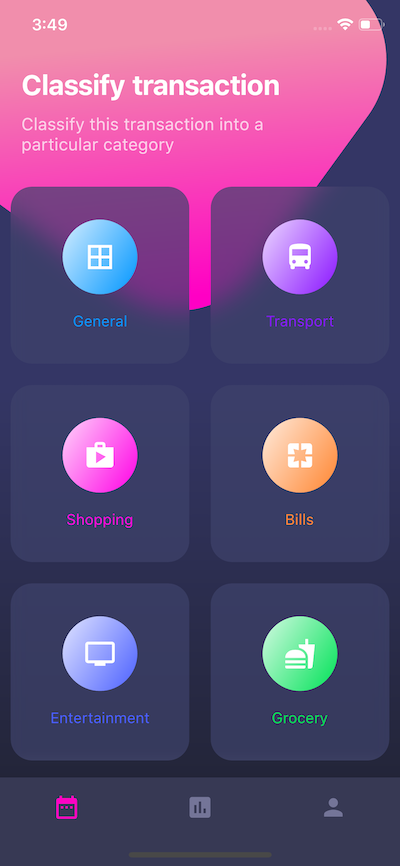 3:49
Classify transaction
Classify this transaction into a
particular category
General
Transport
Shopping
Bills
Entertainment
Grocery